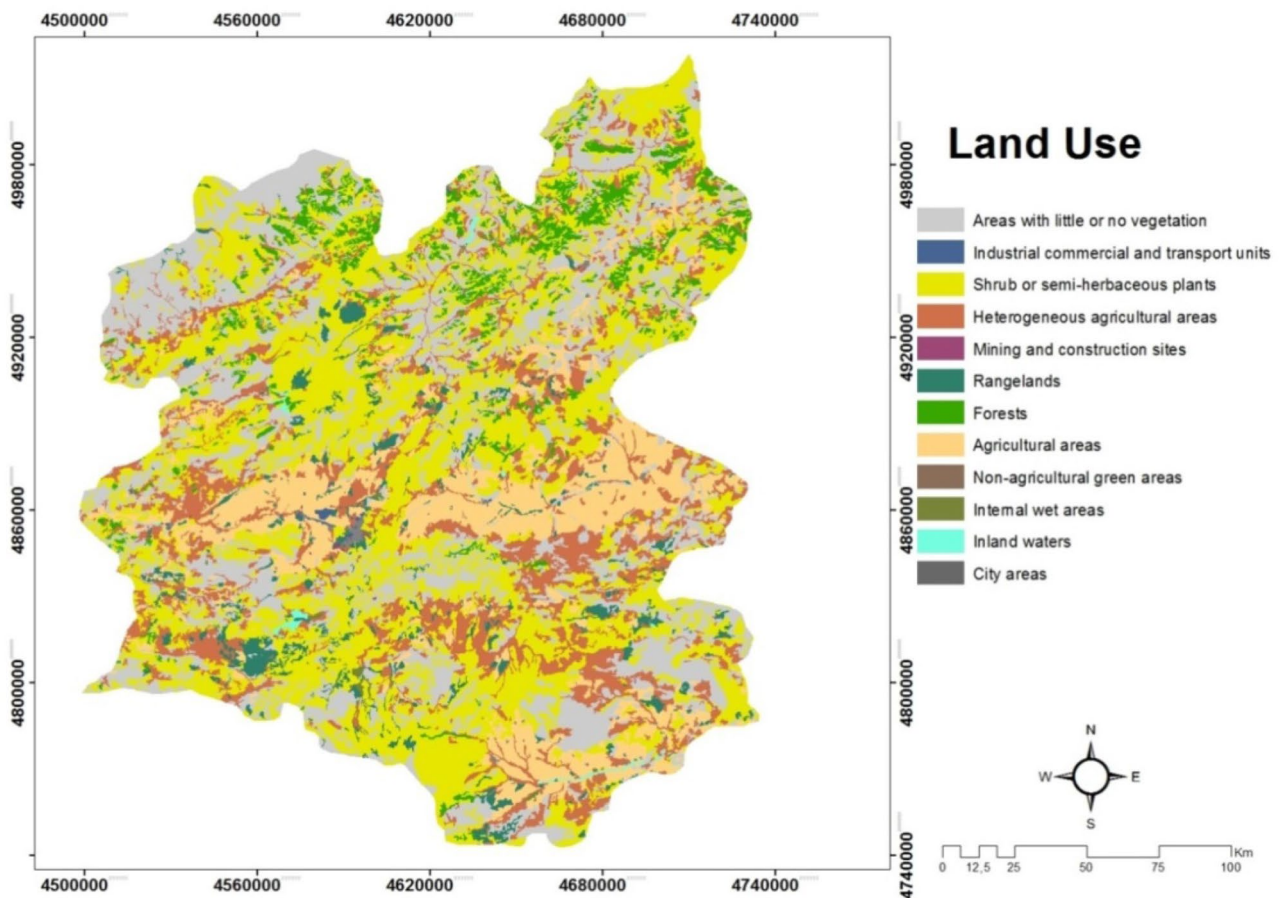 4500000 4560000 4620000 4680000 4740000
4980000 4980000
4920000 4920000
4860000 4860000
4800000 4800000
4740000
4500000 4560000 4620000 4680000 4740000
Land Use
Areas with little or no vegetation
Industrial commercial and transport units
Shrub or semi-herbaceous plants
Heterogeneous agricultural areas
Mining and construction sites
Rangelands
Forests
Agricultural areas
Non-agricultural green areas
Internal wet areas
Inland waters
City areas
N
W E
S
Km
0 12,5 25 50 75 100